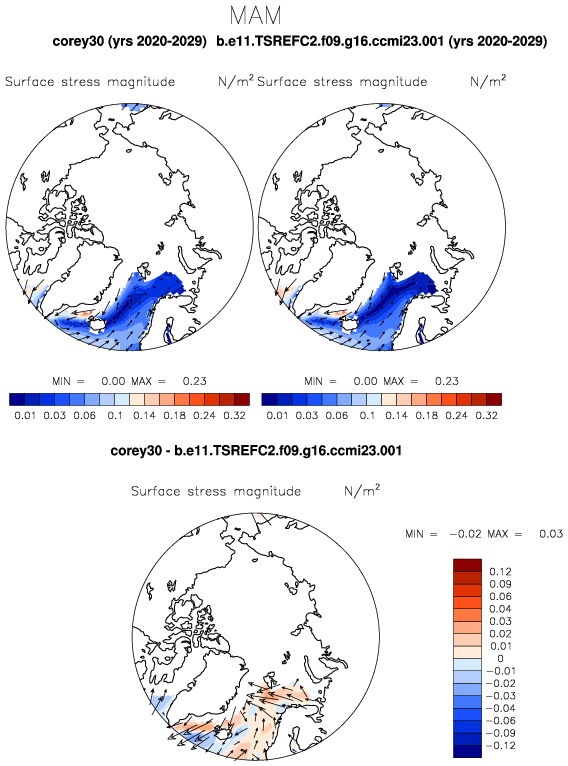 MAM
corey30 (yrs 2020-2029) b.e11.TSREFC2.f09.g16.ccmi23.001 (yrs 2020-2029)
Surface stress magnitude N/m² Surface stress magnitude N/m²
MIN = 0.00 MAX = 0.23 MIN = 0.00 MAX = 0.23
0.01 0.03 0.06 0.1 0.14 0.18 0.24 0.32 0.01 0.03 0.06 0.1 0.14 0.18 0.24 0.32
corey30 - b.e11.TSREFC2.f09.g16.ccmi23.001
Surface stress magnitude N/m²
MIN = -0.02 MAX = 0.03
0.12
0.09
0.06
0.04
0.03
0.02
0.01
0
-0.01
-0.02
-0.03
-0.04
-0.06
-0.09
-0.12